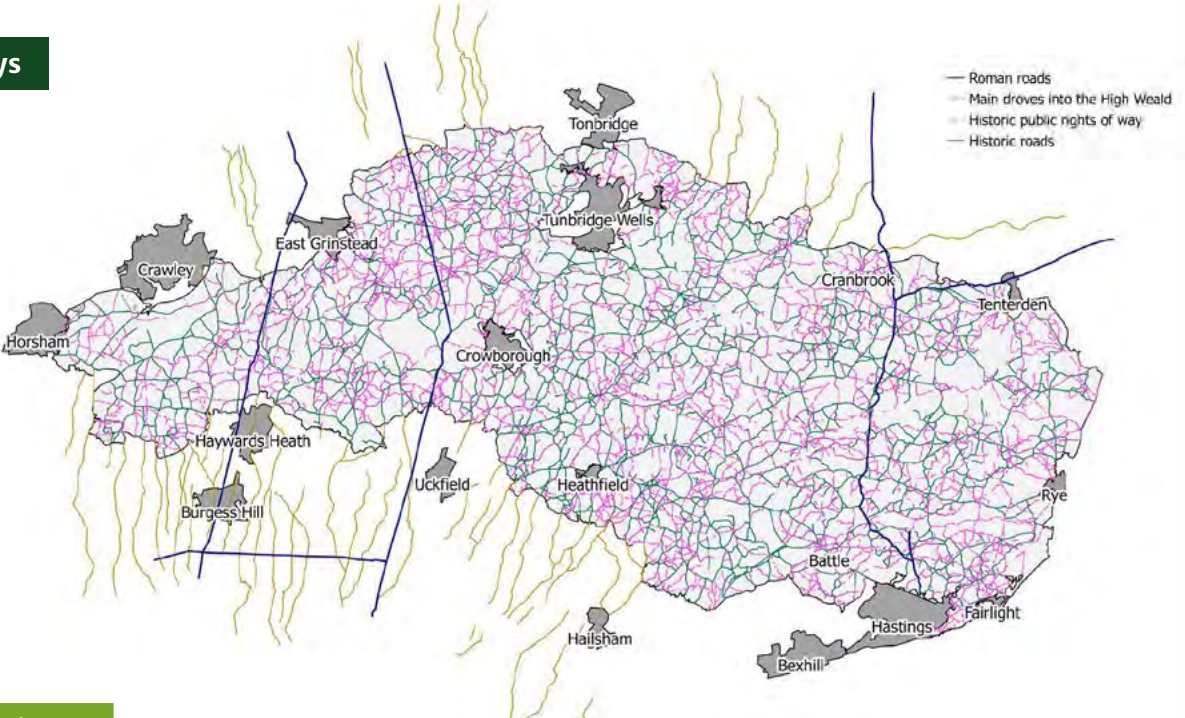 ys
Roman roads
Main droves into the High Weald
Historic public rights of way
Historic roads
Tonbridge
Tunbridge Wells
East Grinstead
Crawley
Cranbrook
Tenterden
Horsham
Crowborough
Haywards Heath
Uckfield
Heathfield
Rye
Burgess Hill
Battle
Fairlight
Hastings
Hailsham
Bexhill